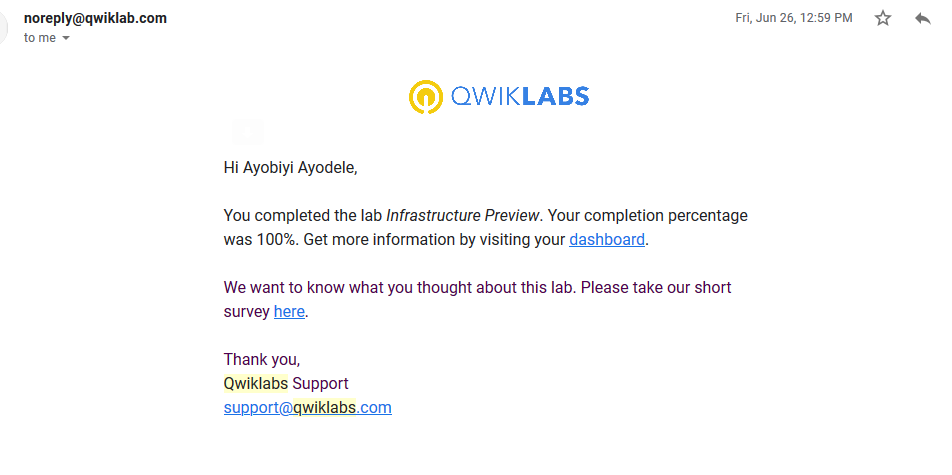 noreply@qwiklab.com
Fri, Jun 26, 12:59 PM
to me
QWIKLABS
Hi Ayobiyi Ayodele,
You completed the lab Infrastructure Preview. Your completion percentage
was 100%. Get more information by visiting your dashboard.
We want to know what you thought about this lab. Please take our short
survey here.
Thank you,
Qwiklabs Support
support@qwiklabs.com